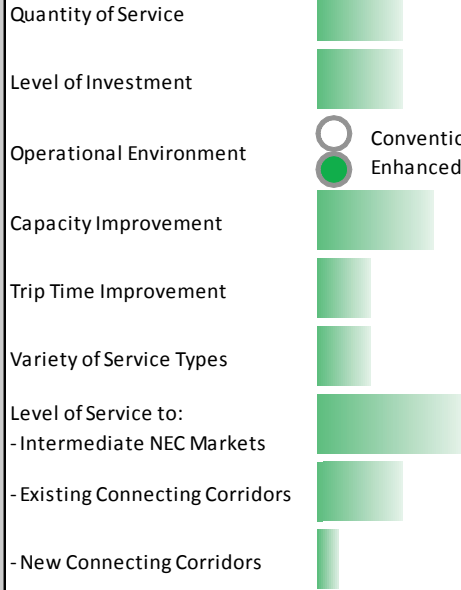 Quantity of Service
Level of Investment
Operational Environment
Conventio
Enhanced
Capacity Improvement
Trip Time Improvement
Variety of Service Types
Level of Service to:
- Intermediate NEC Markets
- Existing Connecting Corridors
- New Connecting Corridors